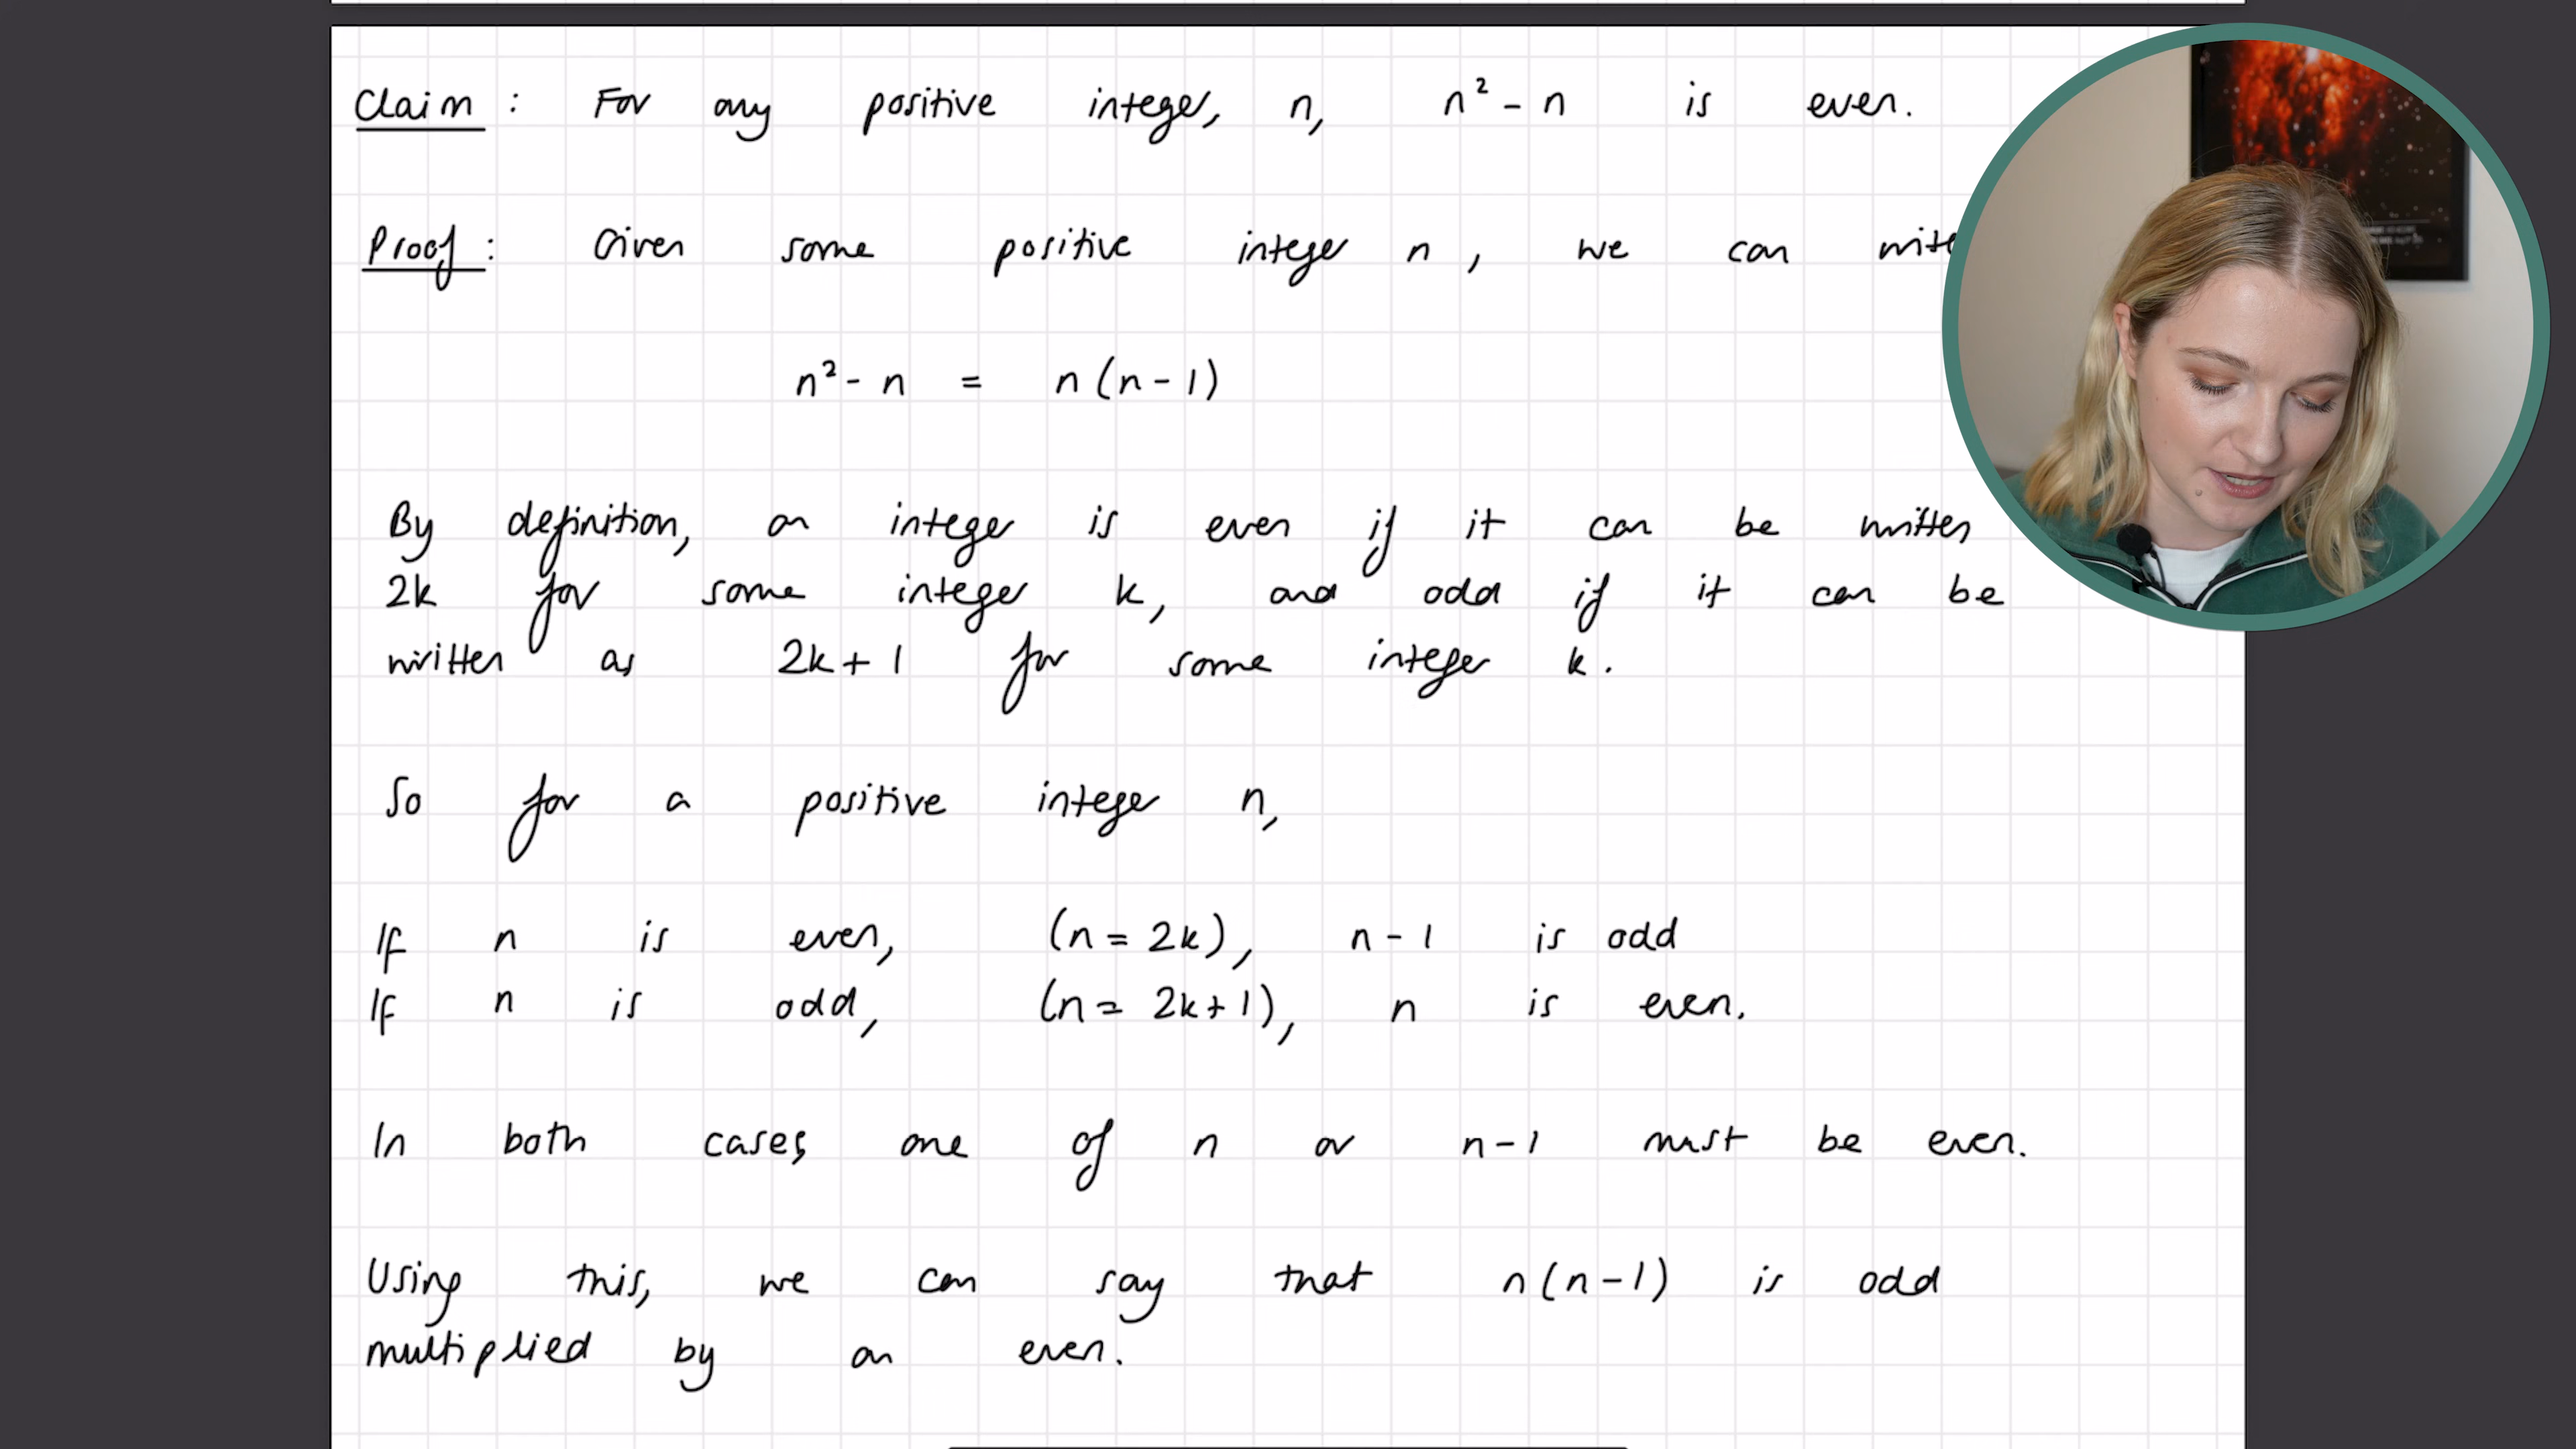 Claim : For any positive integer, n, n² - n is even.
Proof : Given some positive integer n , we can write
n² - n = n (n - 1)
By definition, an integer is even if it can be written
2k for some integer k, and odd if it can be
written as 2k + 1 for some integer k.
So for a positive integer n,
If n is even, (n = 2k), n - 1 is odd
If n is odd, (n = 2k + 1), n is even.
In both cases, one of n or n - 1 must be even.
Using this, we can say that n (n - 1) is odd
multiplied by an even.